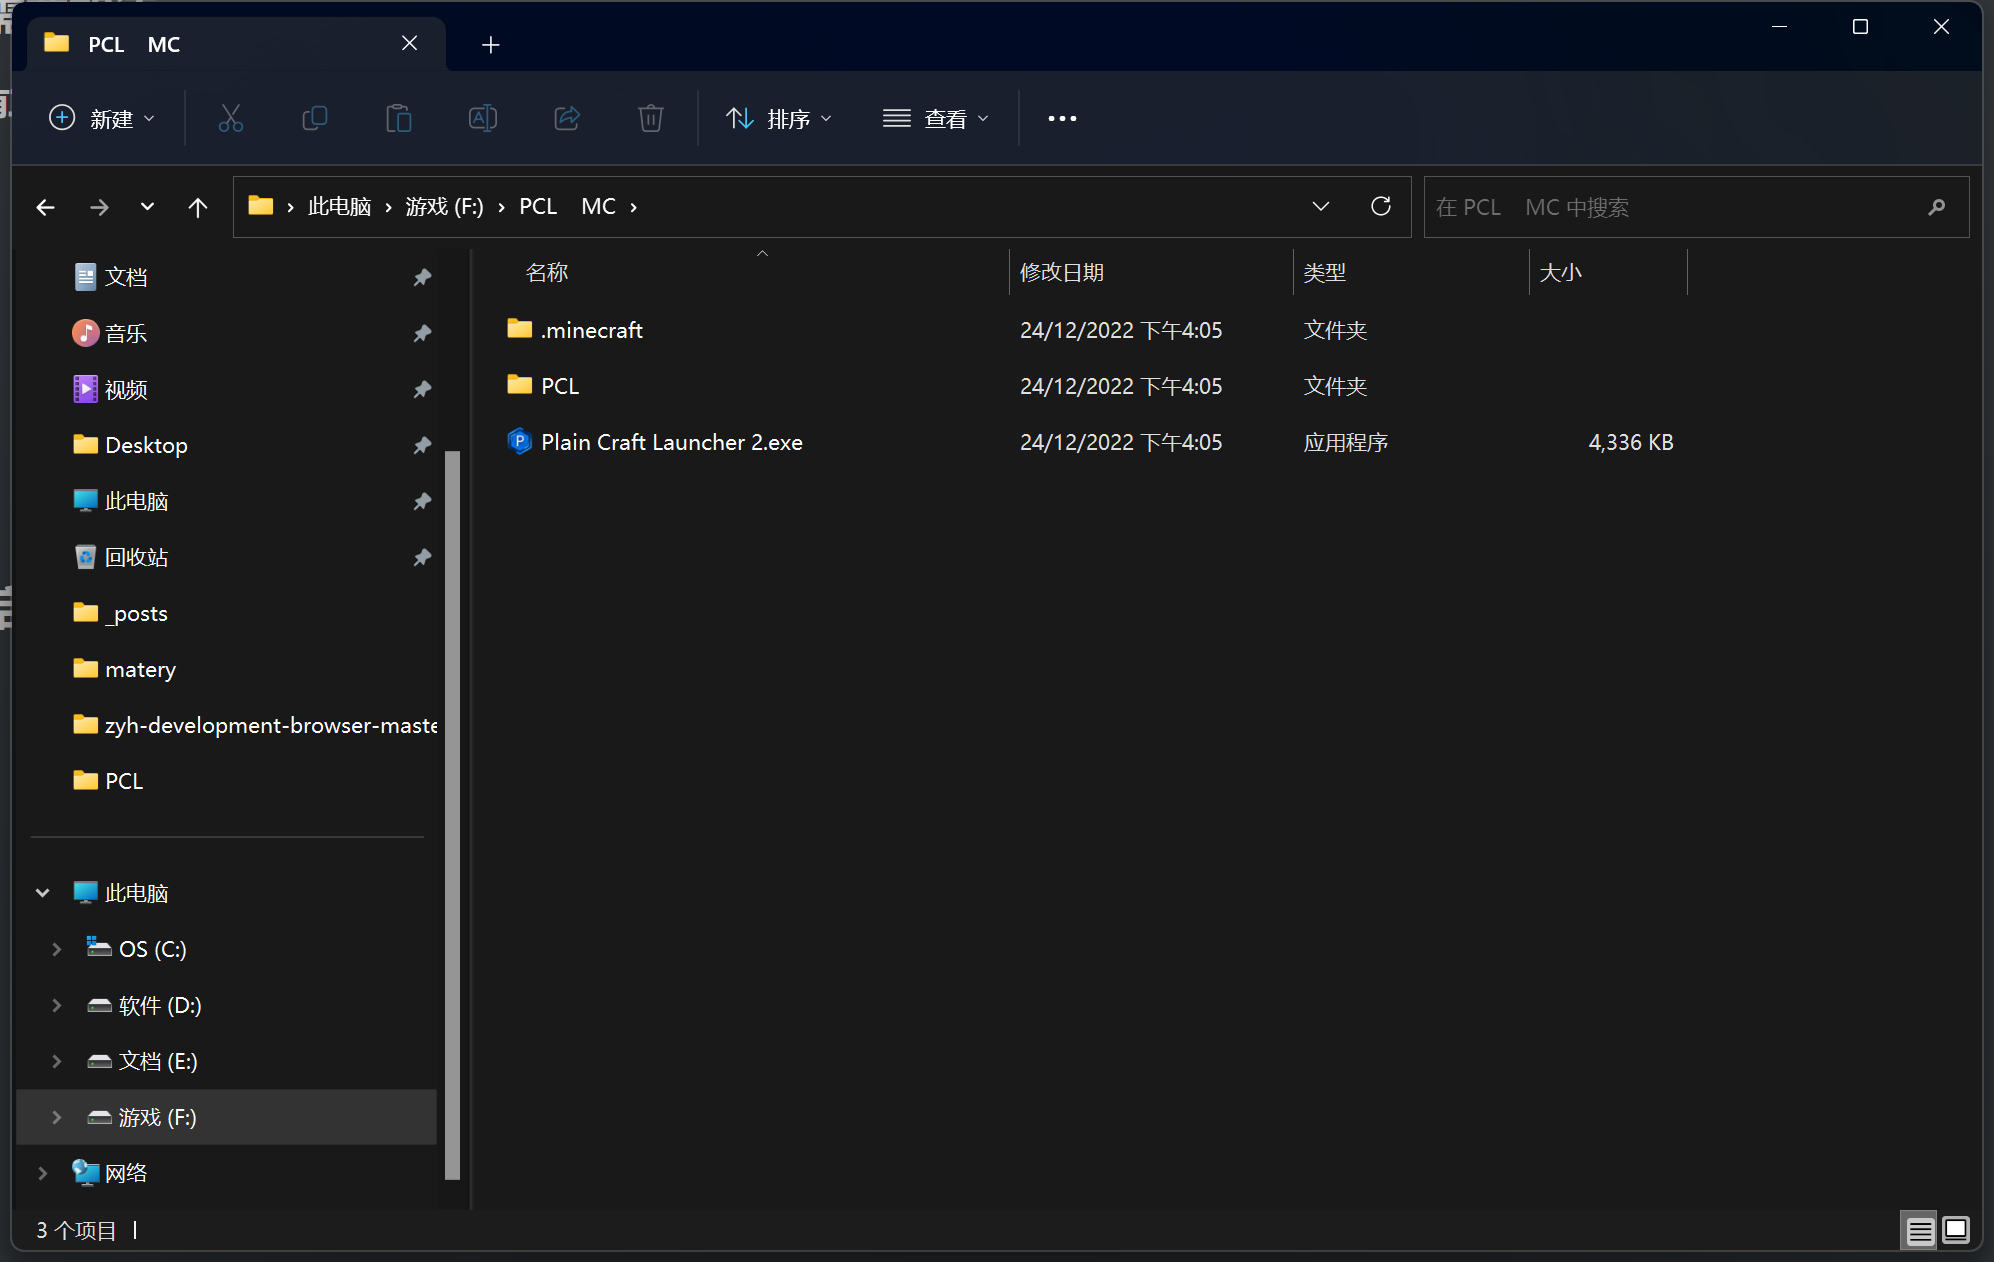 PCL    MC
新建
排序
查看
此电脑
游戏 (F:)
PCL    MC
在 PCL    MC 中搜索
文档
音乐
视频
Desktop
此电脑
回收站
_posts
matery
zyh-development-browser-maste
PCL
此电脑
OS (C:)
软件 (D:)
文档 (E:)
游戏 (F:)
网络
名称 修改日期 类型 大小
.minecraft 24/12/2022 下午4:05 文件夹
PCL 24/12/2022 下午4:05 文件夹
Plain Craft Launcher 2.exe 24/12/2022 下午4:05 应用程序 4,336 KB
3 个项目